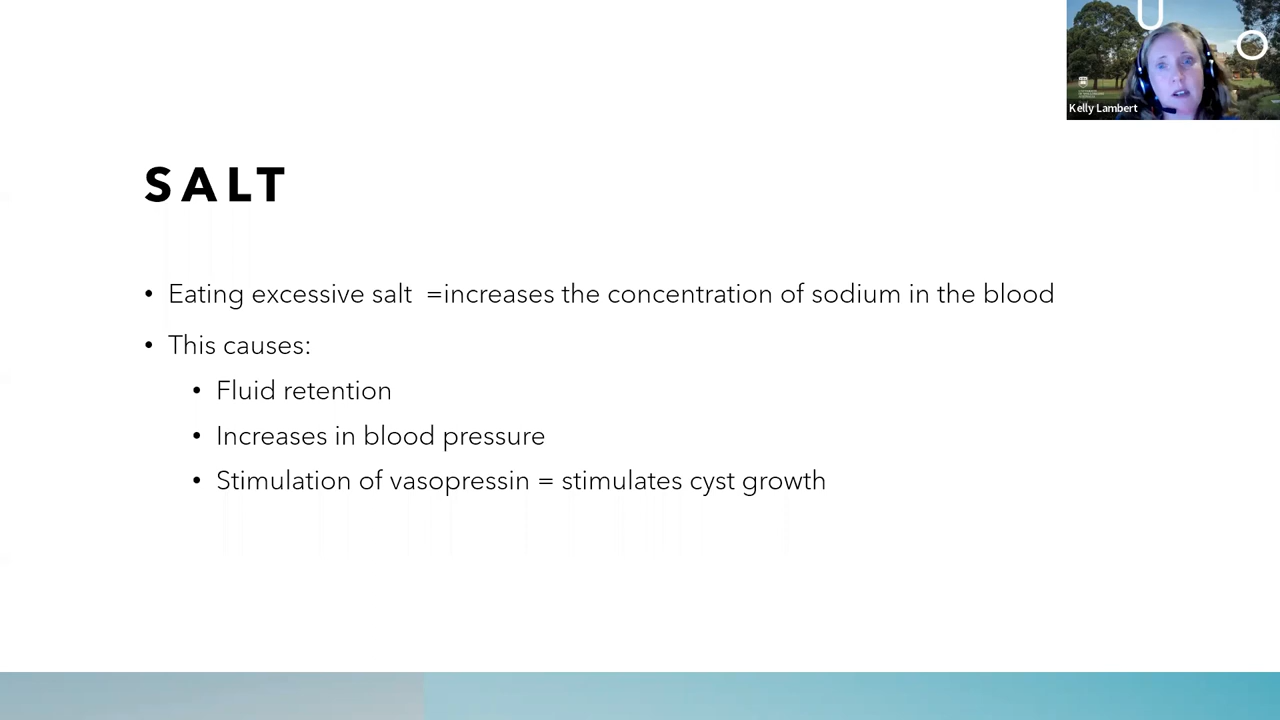 Kelly Lambert
SALT
• Eating excessive salt =increases the concentration of sodium in the blood
• This causes:
• Fluid retention
• Increases in blood pressure
• Stimulation of vasopressin = stimulates cyst growth